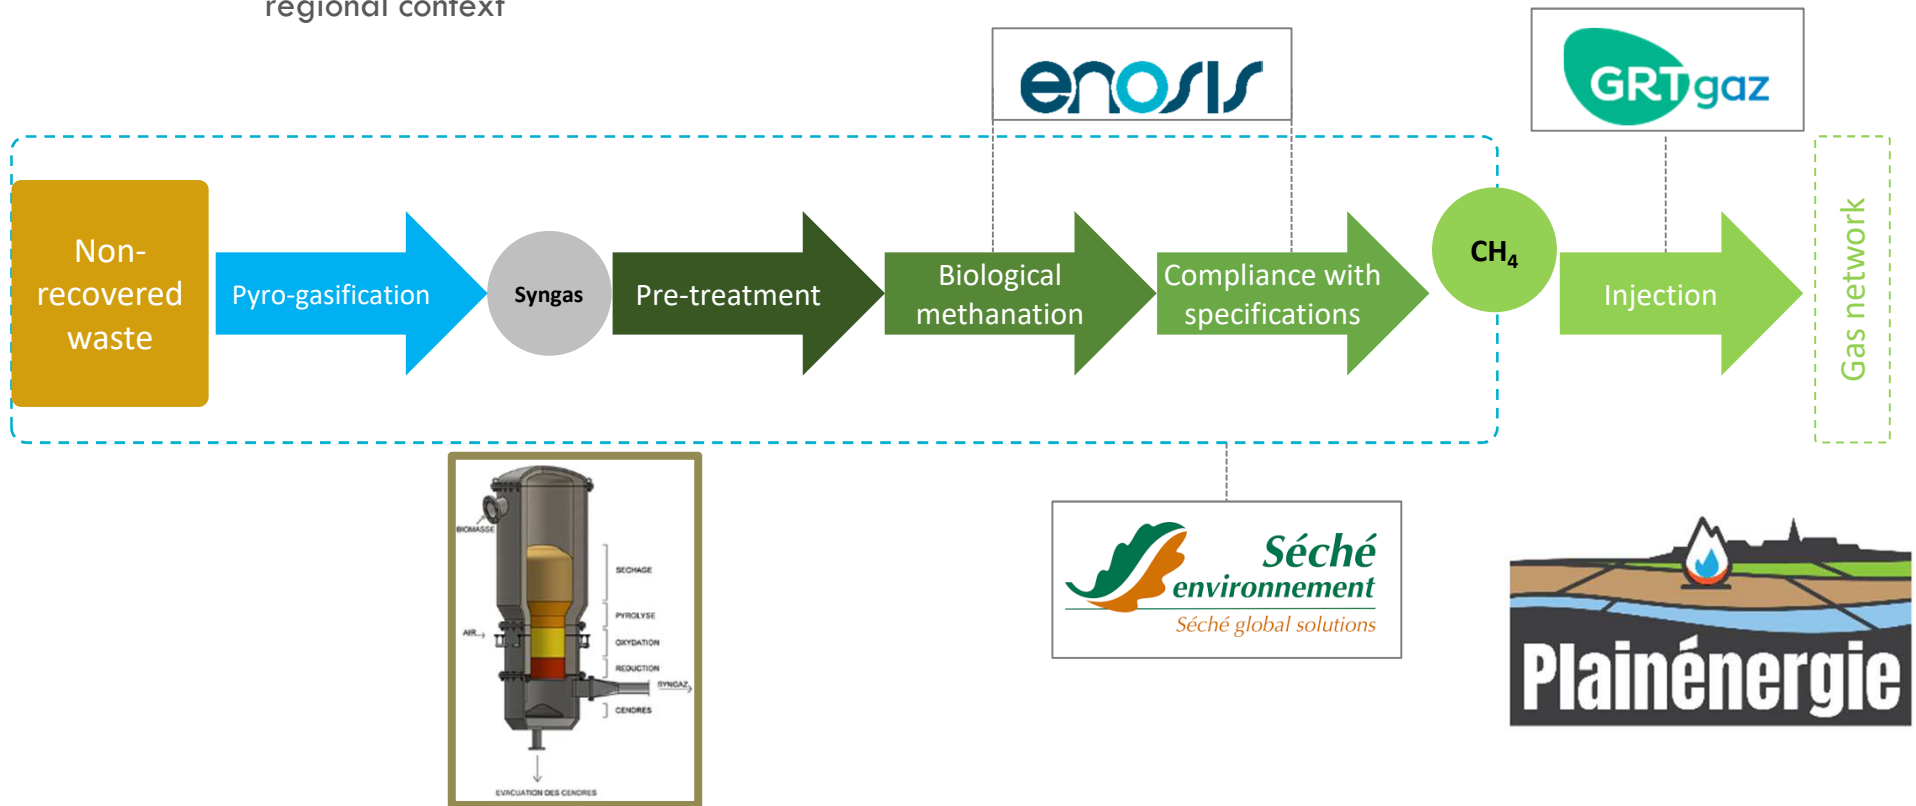 regional context
enosis
GRTgaz
Non-
recovered
waste
Pyro-gasification
Syngas
Pre-treatment
Biological
methanation
Compliance with
specifications
CH₄
Injection
Gas network
BIOMASSE
SECHAGE
PYROLYSE
AIR
OXYDATION
REDUCTION
SYNGAZ
CENDRES
EVACUATION DES CENDRES
Séché
environnement
Séché global solutions
Plainénergie